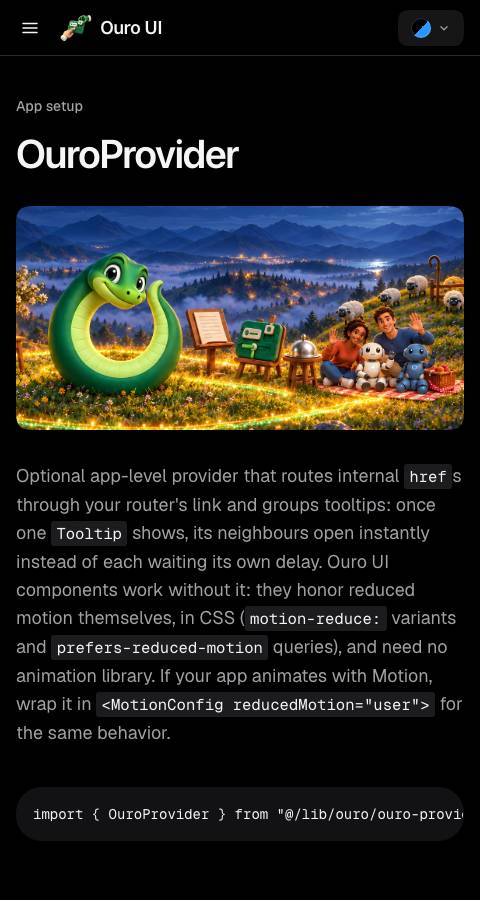 Ouro UI
App setup
OuroProvider
Optional app-level provider that routes internal hrefs
through your router's link and groups tooltips: once
one Tooltip shows, its neighbours open instantly
instead of each waiting its own delay. Ouro UI
components work without it: they honor reduced
motion themselves, in CSS (motion-reduce: variants
and prefers-reduced-motion queries), and need no
animation library. If your app animates with Motion,
wrap it in <MotionConfig reducedMotion="user"> for
the same behavior.
import { OuroProvider } from "@/lib/ouro/ouro-provi